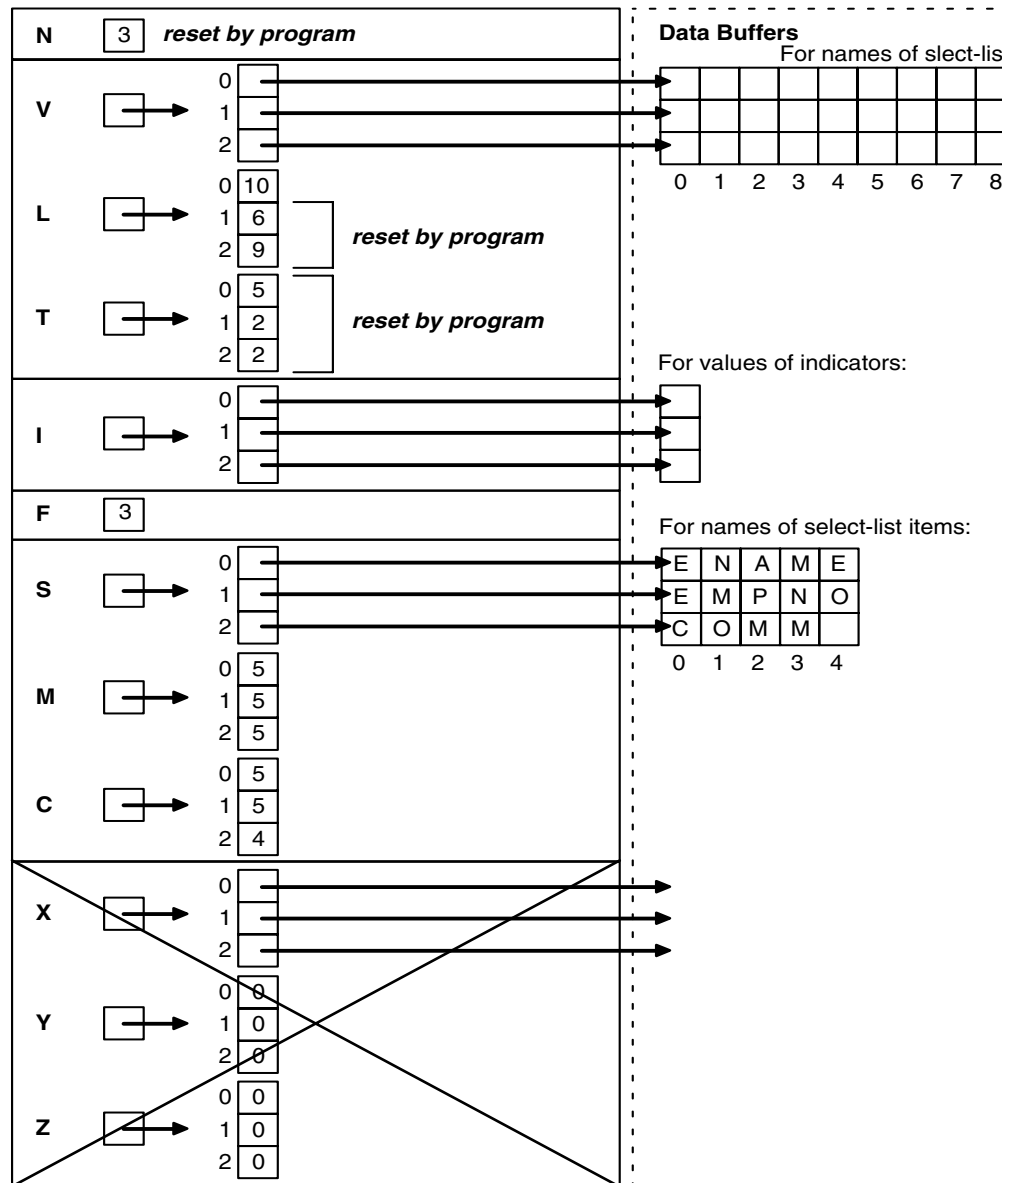 N 3 reset by program
Data Buffers
For names of slect-lis
V
0
1
2
0 1 2 3 4 5 6 7 8
L
0 10
1 6
2 9
reset by program
T
0 5
1 2
2 2
reset by program
For values of indicators:
I
0
1
2
F 3
For names of select-list items:
S
0
1
2
E N A M E
E M P N O
C O M M
0 1 2 3 4
M
0 5
1 5
2 5
C
0 5
1 5
2 4
X
0
1
2
Y
0 0
1 0
2 0
Z
0 0
1 0
2 0